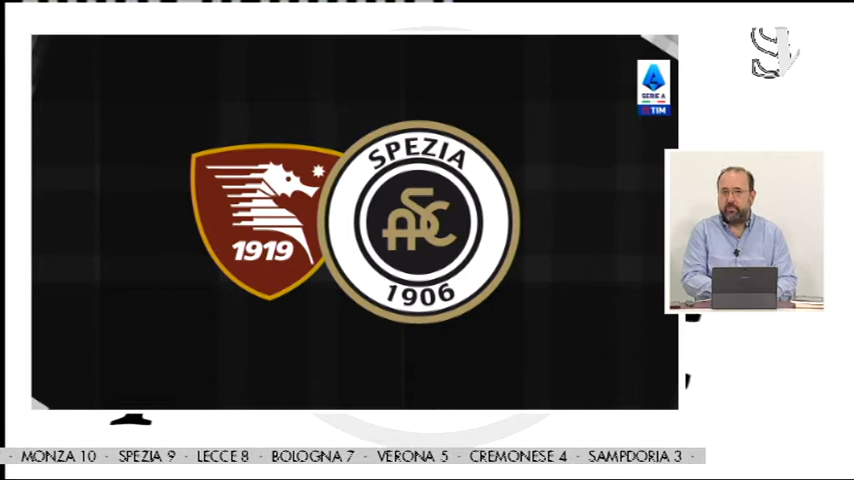 SERIE A
TIM
SPEZIA
ASC
1919
1906
· MONZA 10 · SPEZIA 9 · LECCE 8 · BOLOGNA 7 · VERONA 5 · CREMONESE 4 · SAMPDORIA 3 ·